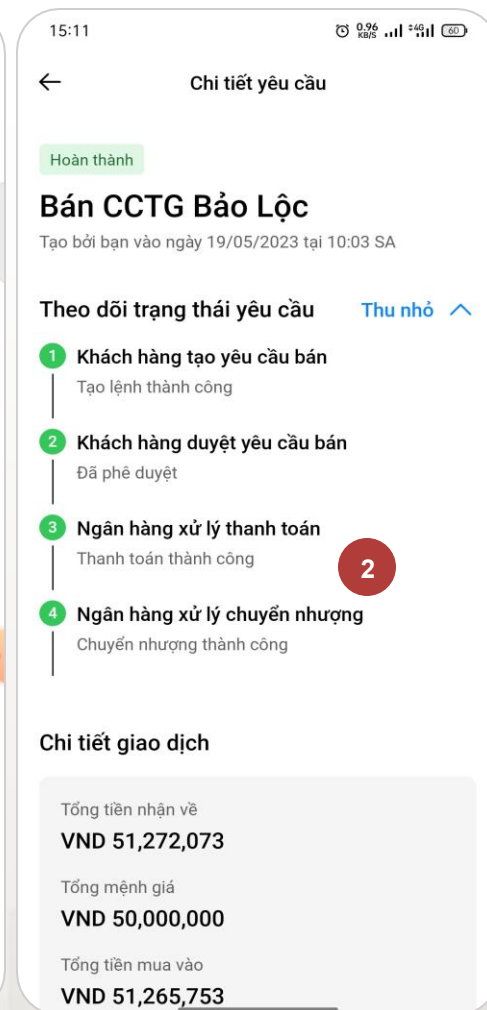 15:11
0.96 KB/S 4G 60
Chi tiết yêu cầu
Hoàn thành
Bán CCTG Bảo Lộc
Tạo bởi bạn vào ngày 19/05/2023 tại 10:03 SA
Theo dõi trạng thái yêu cầu Thu nhỏ
1 Khách hàng tạo yêu cầu bán
Tạo lệnh thành công
2 Khách hàng duyệt yêu cầu bán
Đã phê duyệt
3 Ngân hàng xử lý thanh toán
Thanh toán thành công
2
4 Ngân hàng xử lý chuyển nhượng
Chuyển nhượng thành công
Chi tiết giao dịch
Tổng tiền nhận về
VND 51,272,073
Tổng mệnh giá
VND 50,000,000
Tổng tiền mua vào
VND 51,265,753